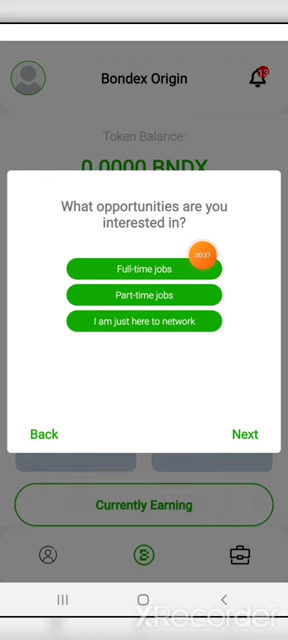 Bondex Origin
13
Token Balance:
0.0000 BNDX
What opportunities are you
interested in?
00:37
Full-time jobs
Part-time jobs
I am just here to network
Back
Next
Currently Earning
XRecorder